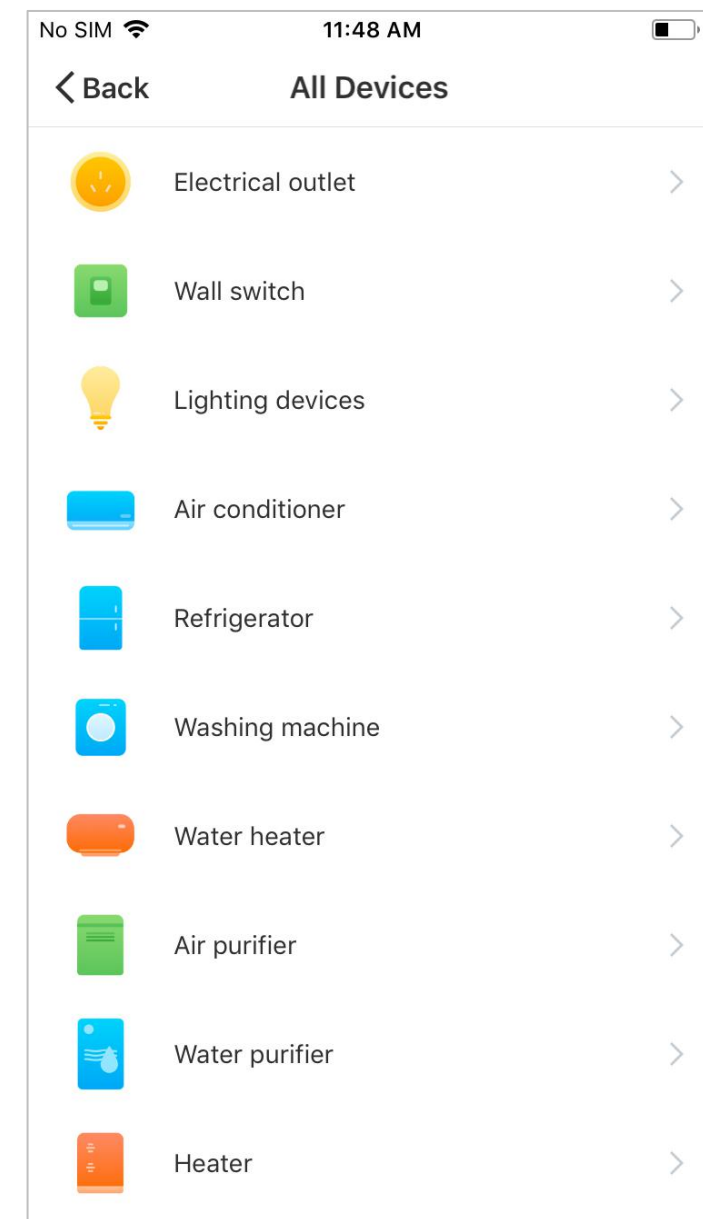 No SIM 11:48 AM
Back All Devices
Electrical outlet
Wall switch
Lighting devices
Air conditioner
Refrigerator
Washing machine
Water heater
Air purifier
Water purifier
Heater